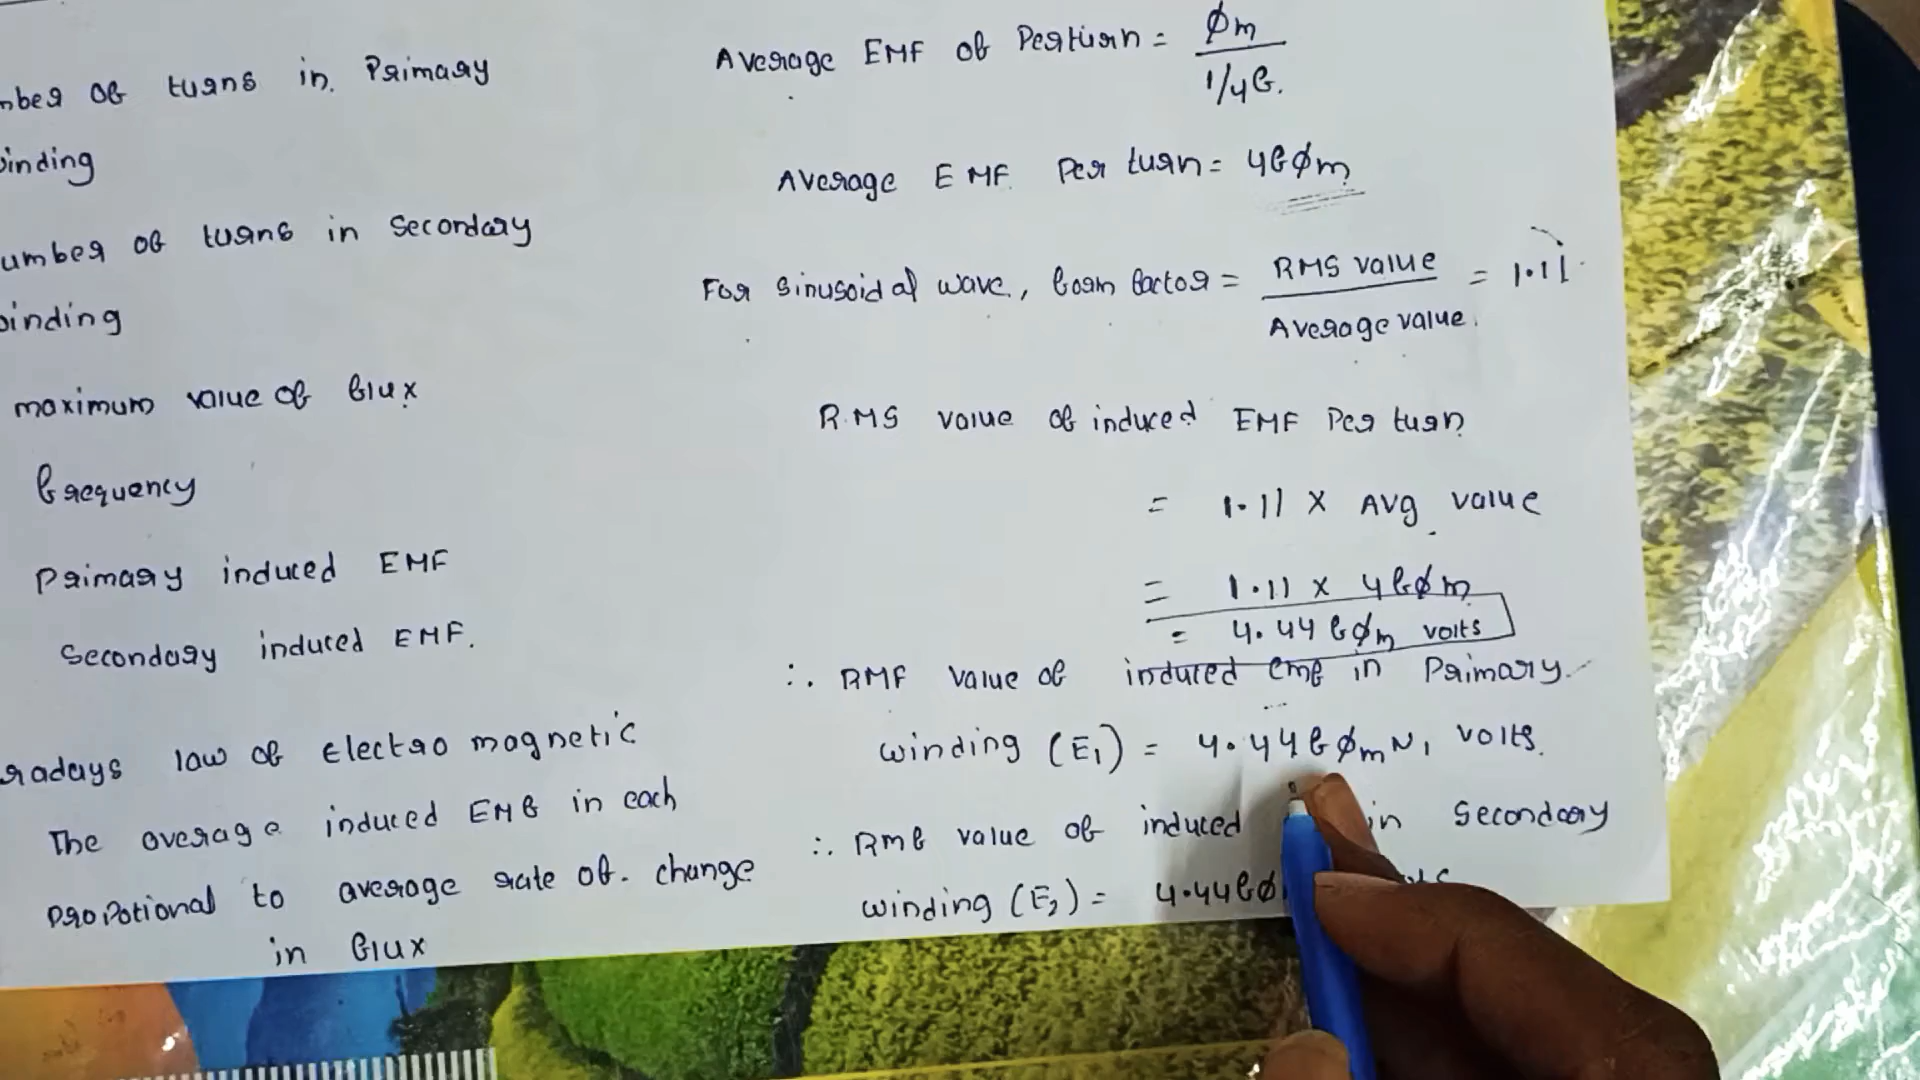 nber of turns in Primary
inding
umber of turns in Secondary
inding
maximum value of flux
frequency
Primary induced EMF
Secondary induced EMF.
radays law of electro magnetic
The average induced EMf in each
propotional to average rate of. change
in flux
Average EMF of Perturn = φm
1/4f.
Average EMF Per turn = 4fφm
For sinusoidal wave, form factor = RMS value = 1.11
Average value.
R.MS value of induced EMF Per turn
= 1.11 x Avg value
= 1.11 x 4fφm
= 4.44 fφm volts
∴ RMF value of induced emf in Primary.
winding (E1) = 4.44fφmN1 volts.
∴ Rmf value of induced in Secondary
winding (E2) = 4.44fφ